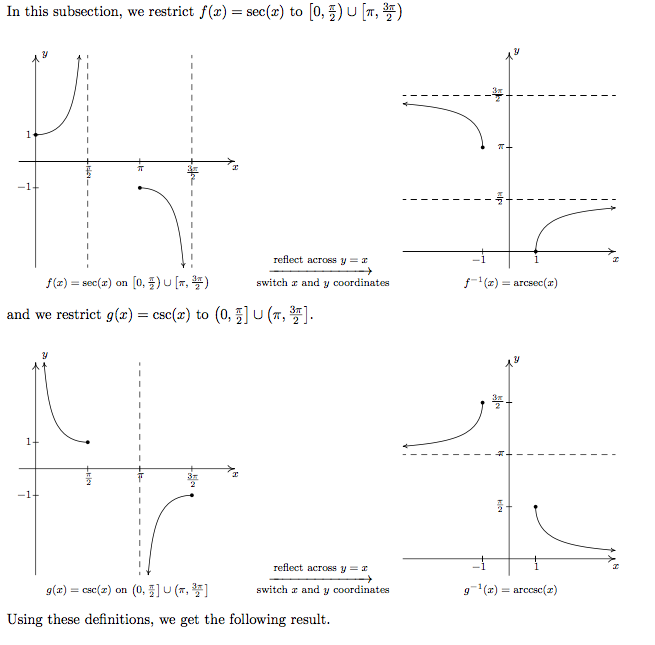 In this subsection, we restrict f(x) = sec(x) to [0, π/2) ∪ [π, 3π/2)
y
1
π/2
π
3π/2
x
−1
f(x) = sec(x) on [0, π/2) ∪ [π, 3π/2)
reflect across y = x
switch x and y coordinates
y
3π/2
π
π/2
−1
1
x
f⁻¹(x) = arcsec(x)
and we restrict g(x) = csc(x) to (0, π/2] ∪ (π, 3π/2].
y
1
π/2
π
3π/2
x
−1
g(x) = csc(x) on (0, π/2] ∪ (π, 3π/2]
reflect across y = x
switch x and y coordinates
y
3π/2
π
π/2
−1
1
x
g⁻¹(x) = arccsc(x)
Using these definitions, we get the following result.